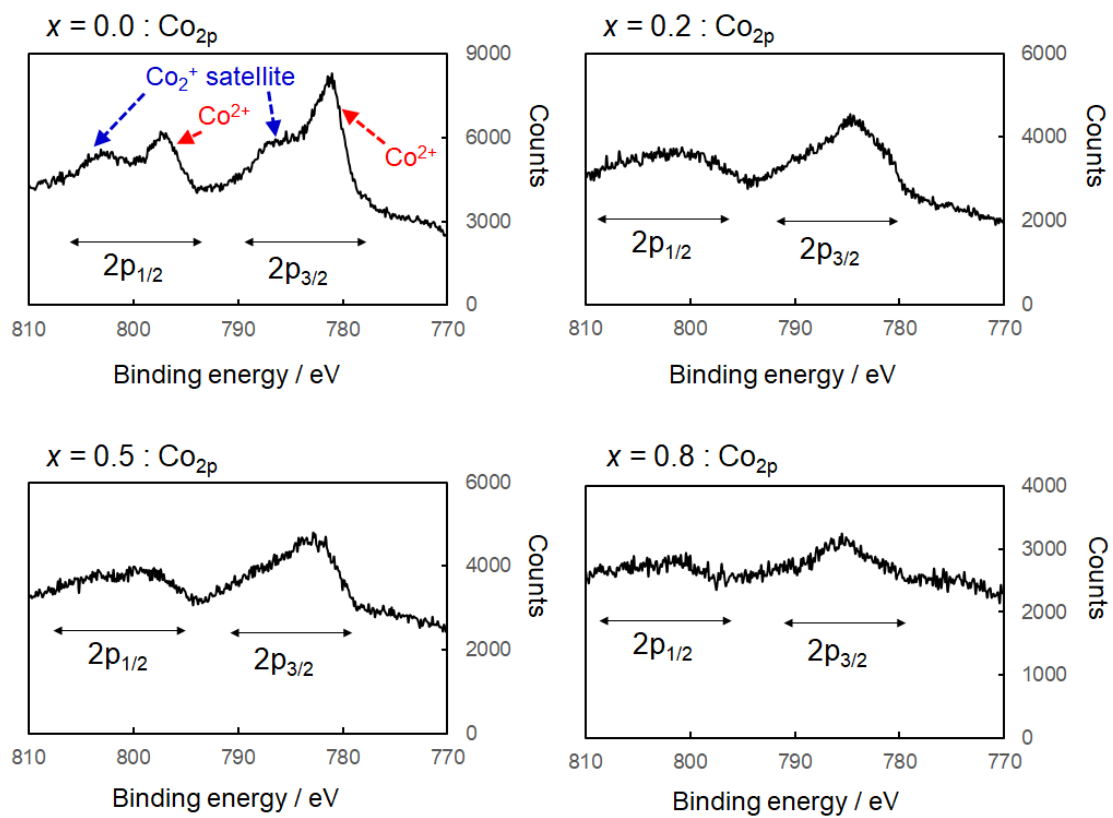 x = 0.0 : Co2p
9000
6000
3000
0
Counts
Co2+ satellite
Co2+
Co2+
2p1/2
2p3/2
810 800 790 780 770
Binding energy / eV
x = 0.2 : Co2p
6000
4000
2000
0
Counts
2p1/2
2p3/2
810 800 790 780 770
Binding energy / eV
x = 0.5 : Co2p
6000
4000
2000
0
Counts
2p1/2
2p3/2
810 800 790 780 770
Binding energy / eV
x = 0.8 : Co2p
4000
3000
2000
1000
0
Counts
2p1/2
2p3/2
810 800 790 780 770
Binding energy / eV